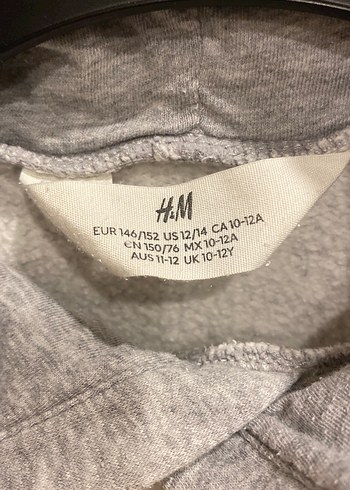 H&M
EUR 146/152 US 12/14 CA 10-12A
CN 150/76 MX 10-12A
AUS 11-12 UK 10-12Y